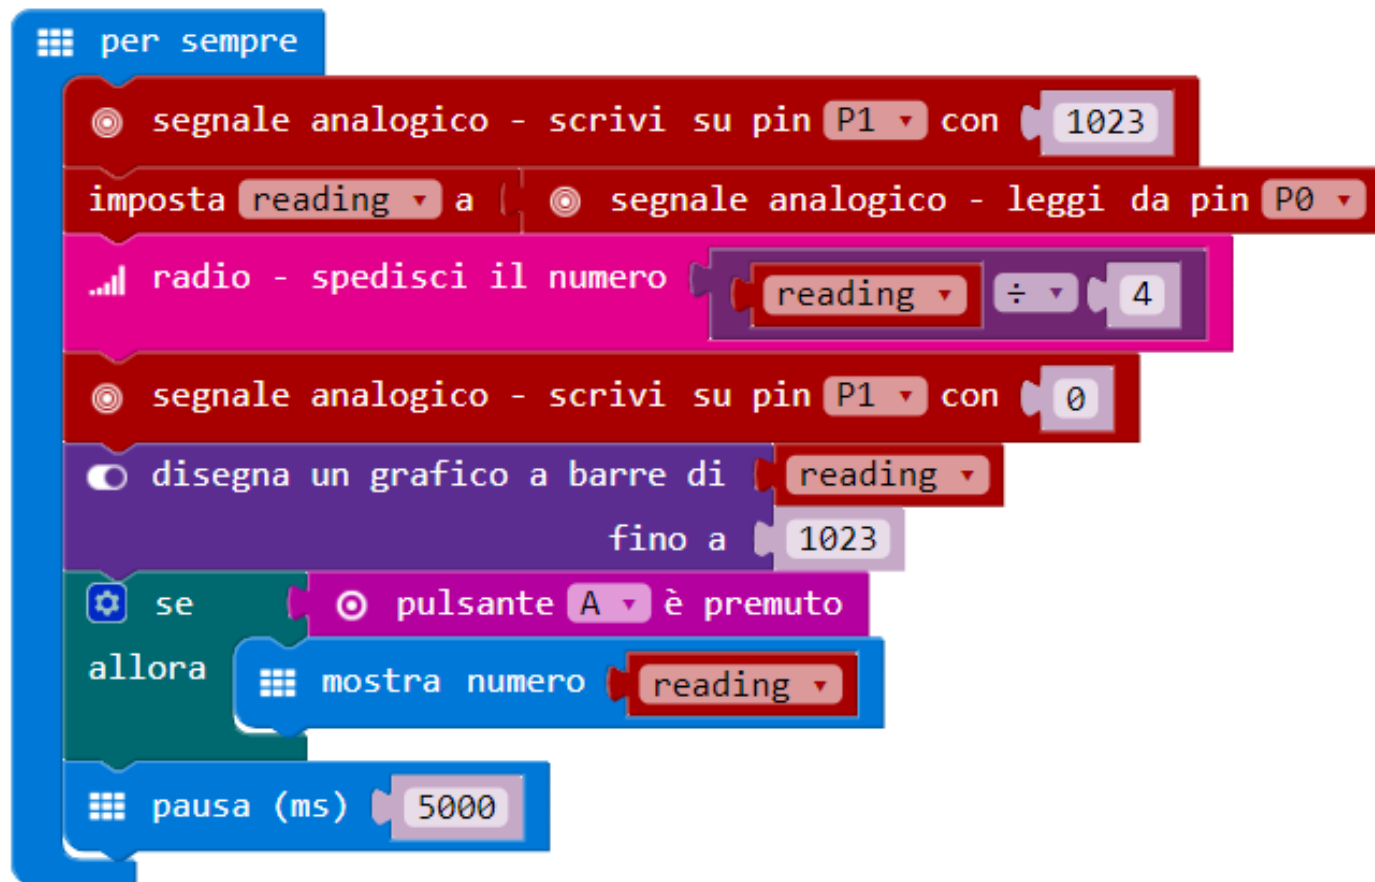 per sempre
segnale analogico - scrivi su pin P1 con 1023
imposta reading a segnale analogico - leggi da pin P0
radio - spedisci il numero reading ÷ 4
segnale analogico - scrivi su pin P1 con 0
disegna un grafico a barre di reading
fino a 1023
se pulsante A è premuto
allora mostra numero reading
pausa (ms) 5000